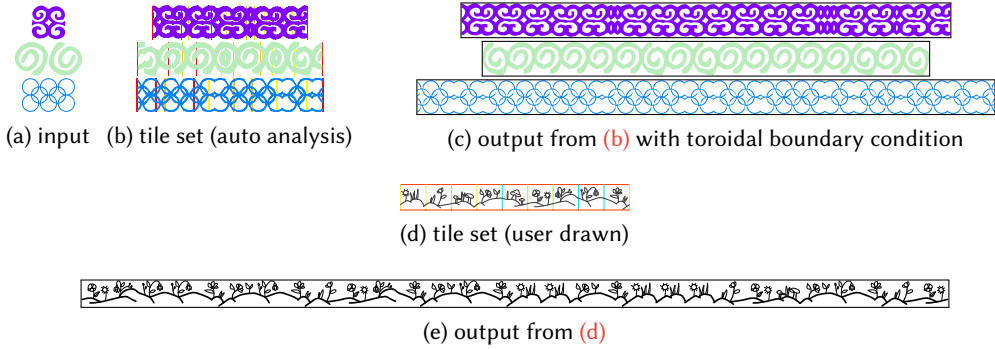 (a) input (b) tile set (auto analysis) (c) output from (b) with toroidal boundary condition
(d) tile set (user drawn)
(e) output from (d)